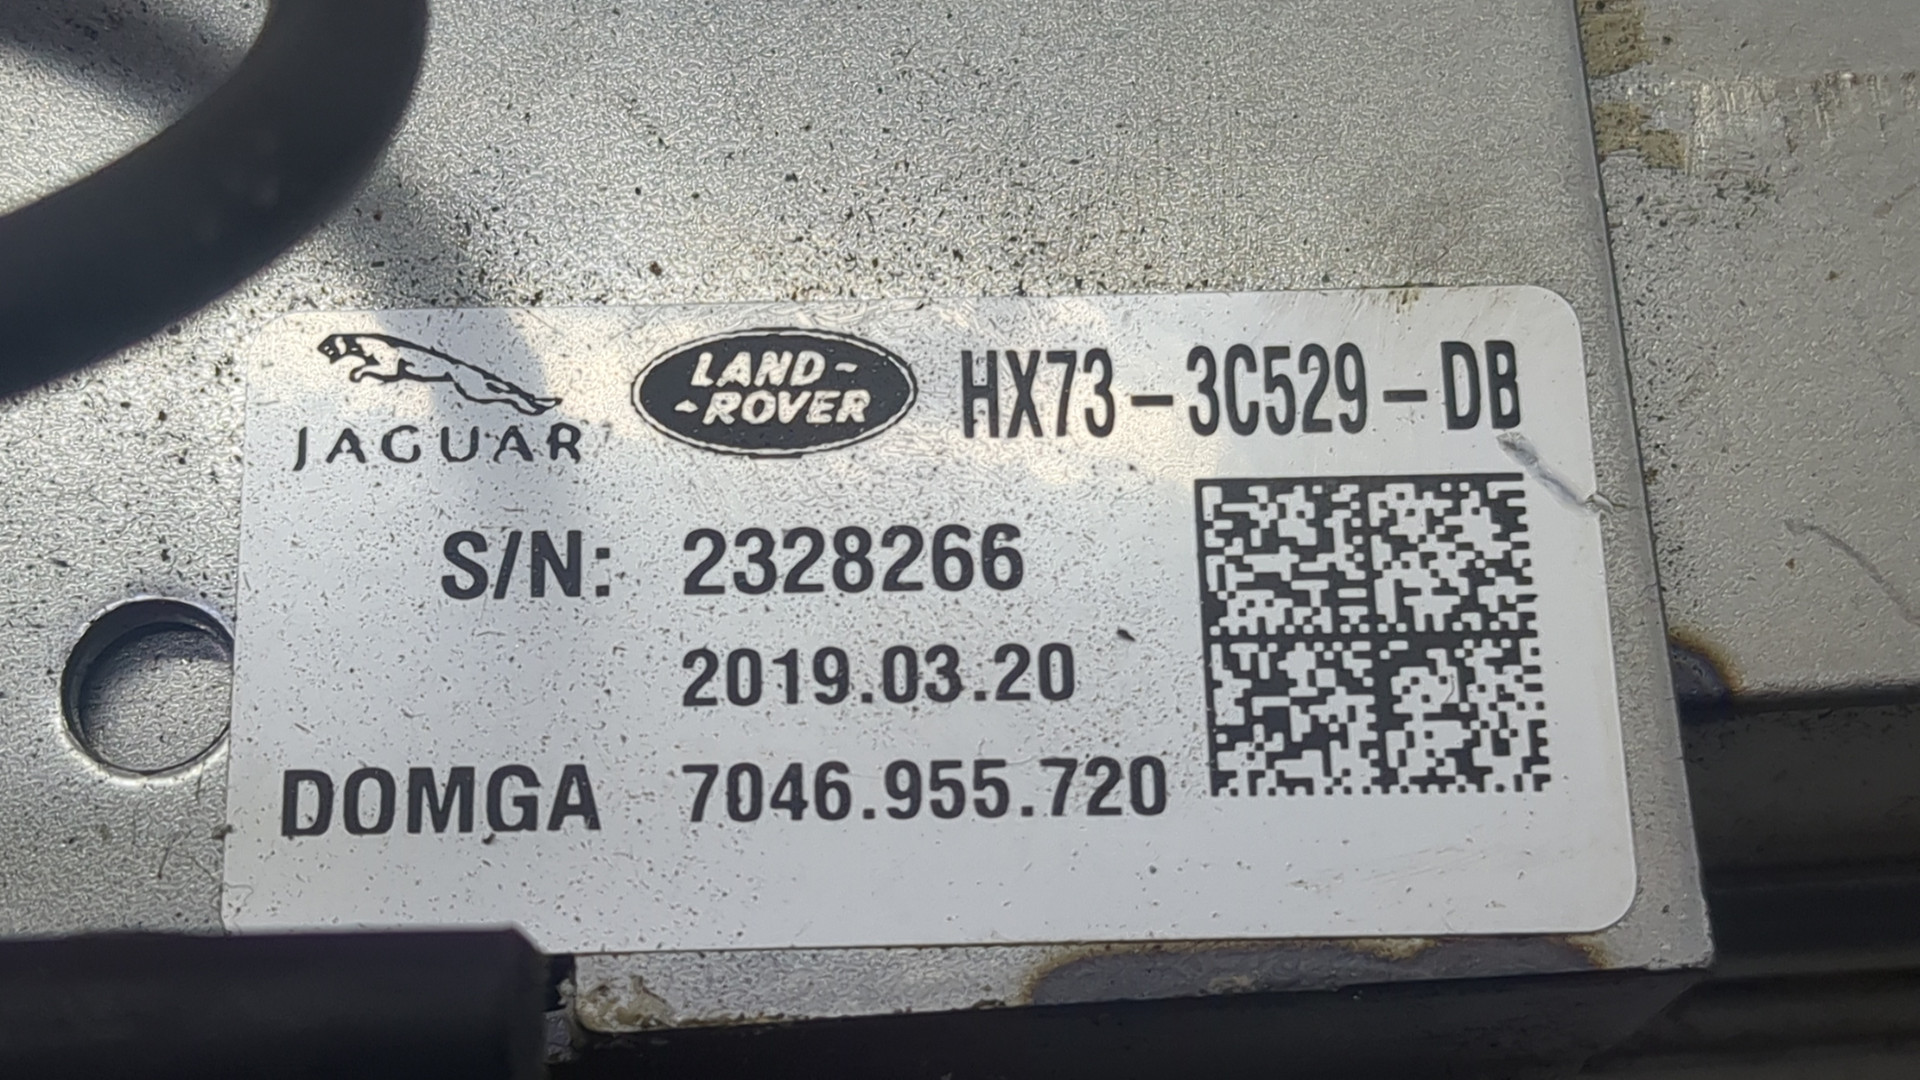 JAGUAR LAND-ROVER HX73-3C529-DB
S/N: 2328266
2019.03.20
DOMGA 7046.955.720